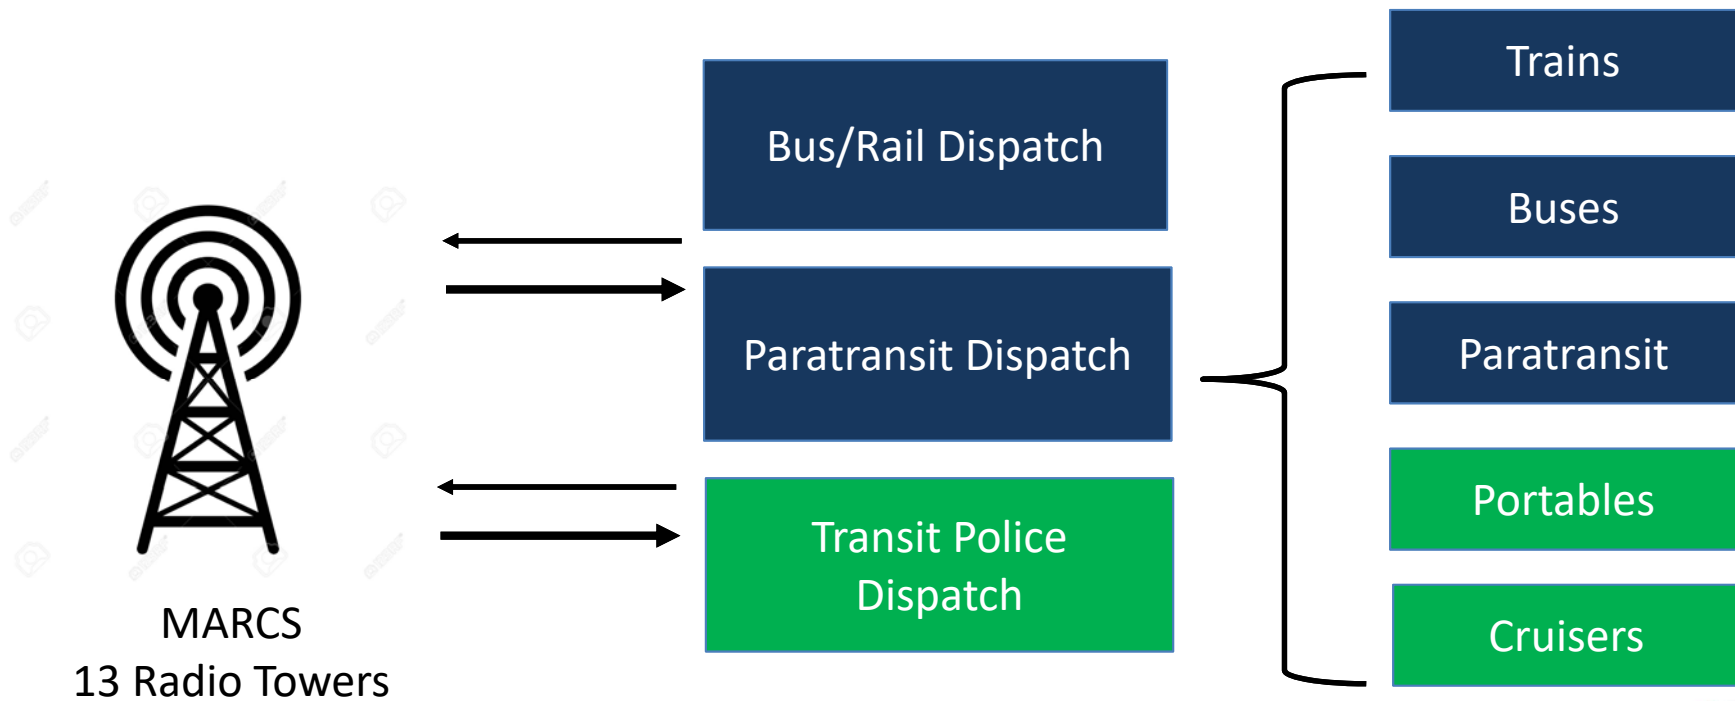 Bus/Rail Dispatch
Paratransit Dispatch
Transit Police
Dispatch
MARCS
13 Radio Towers
Trains
Buses
Paratransit
Portables
Cruisers